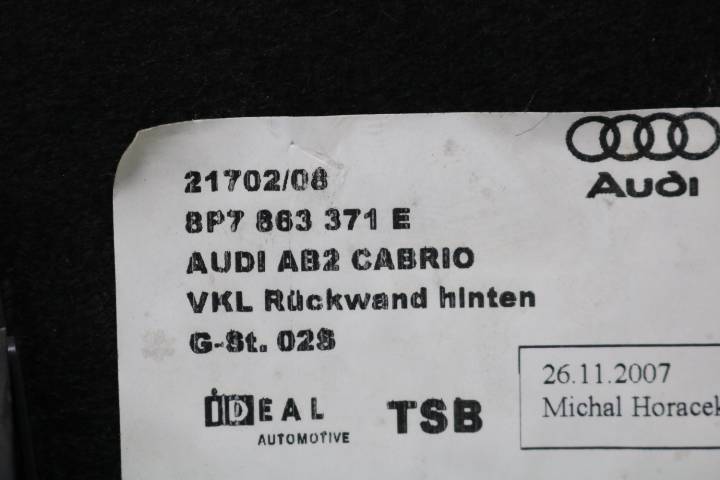 21702/08
Audi
8P7 863 371 E
AUDI AB2 CABRIO
VKL Rückwand hinten
G-St. 028
26.11.2007
Michal Horacek
IDEAL
AUTOMOTIVE
TSB